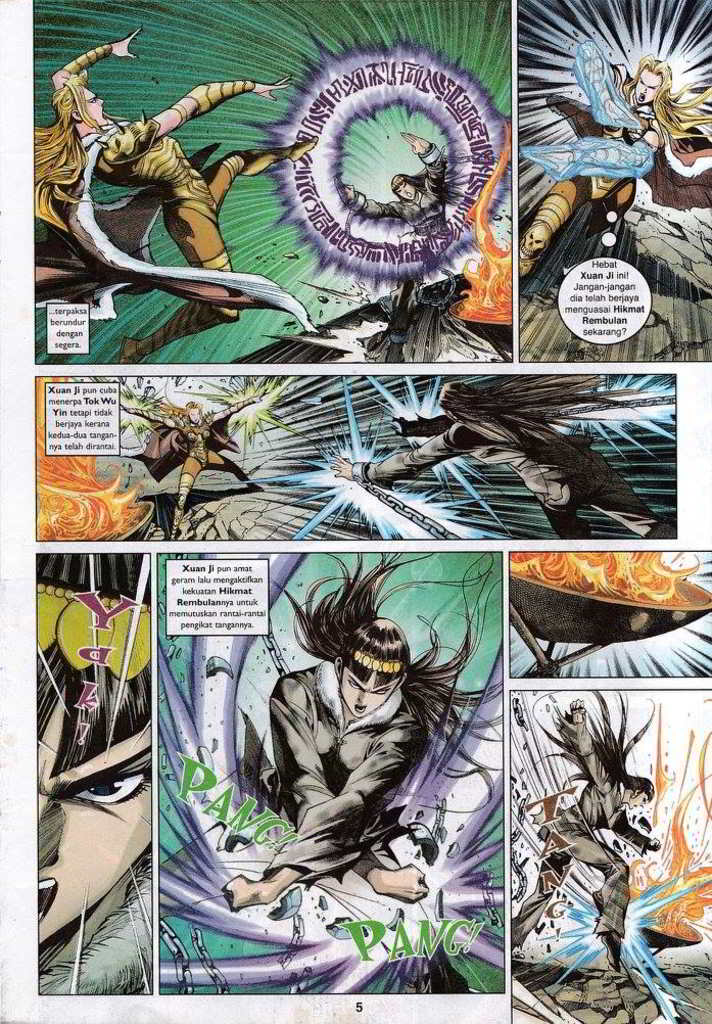 ...terpaksa
berundur
dengan
segera.
Hebat
Xuan Ji ini!
Jangan-jangan
dia telah berjaya
menguasai Hikmat
Rembulan
sekarang?
Xuan Ji pun cuba
menerpa Tok Wu
Yin tetapi tidak
berjaya kerana
kedua-dua tangan-
nya telah dirantai.
Yak!
Xuan Ji pun amat
geram lalu mengaktifkan
kekuatan Hikmat
Rembulannya untuk
memutuskan rantai-rantai
pengikat tangannya.
PANG!
PANG!
TANG!
5